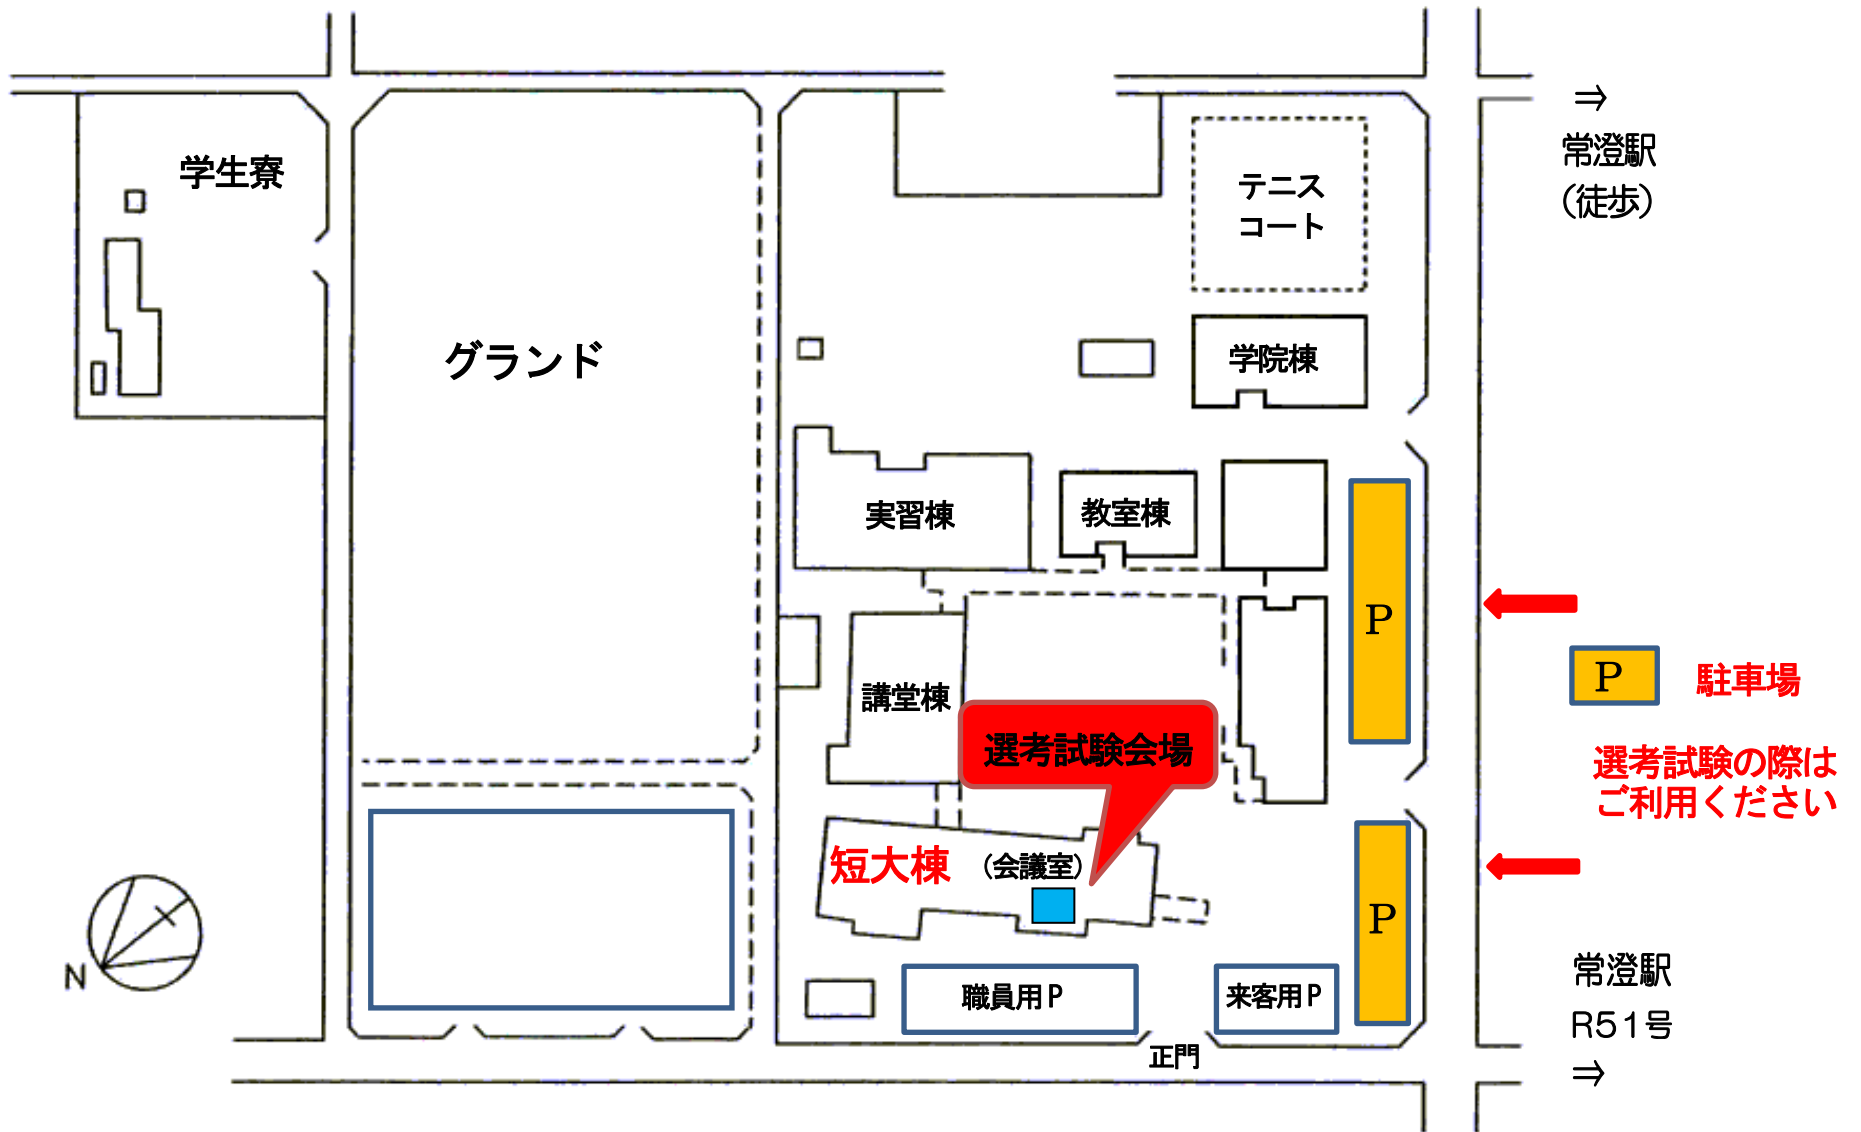 ⇒
常澄駅
(徒歩)
学生寮
テニス
コート
グランド
学院棟
実習棟
教室棟
P
P 駐車場
講堂棟
選考試験会場
選考試験の際は
ご利用ください
短大棟 (会議室)
P
N
職員用P
来客用P
正門
常澄駅
R51号
⇒